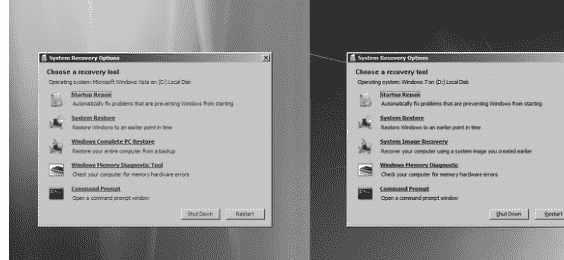 System Recovery Options
Choose a recovery tool
Operating system: Microsoft Windows Vista on (C:) Local Disk
Startup Repair
Automatically fix problems that are preventing Windows from starting
System Restore
Restore Windows to an earlier point in time
Windows Complete PC Restore
Restore your entire computer from a backup
Windows Memory Diagnostic Tool
Check your computer for memory hardware errors
Command Prompt
Open a command prompt window
Shut Down Restart
System Recovery Options
Choose a recovery tool
Operating system: Windows 7 on (D:) Local Disk
Startup Repair
Automatically fix problems that are preventing Windows from starting
System Restore
Restore Windows to an earlier point in time
System Image Recovery
Recover your computer using a system image you created earlier
Windows Memory Diagnostic
Check your computer for memory hardware errors
Command Prompt
Open a command prompt window
Shut Down Restart